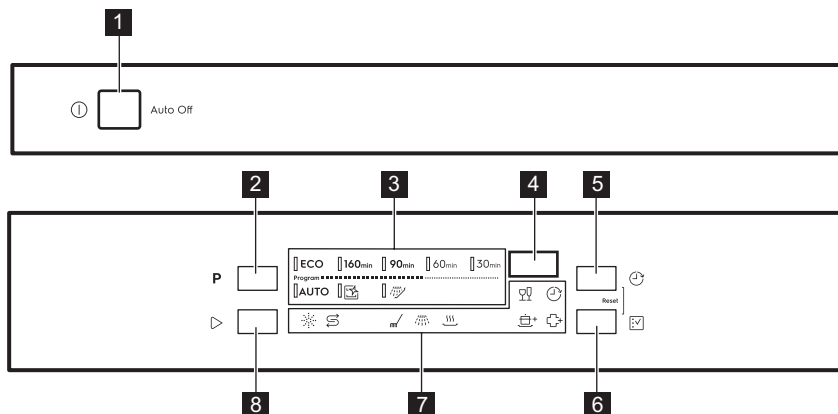 1
Auto Off
2 3 4 5
ECO 160min 90min 60min 30min
P Program
AUTO
Reset
8 7 6